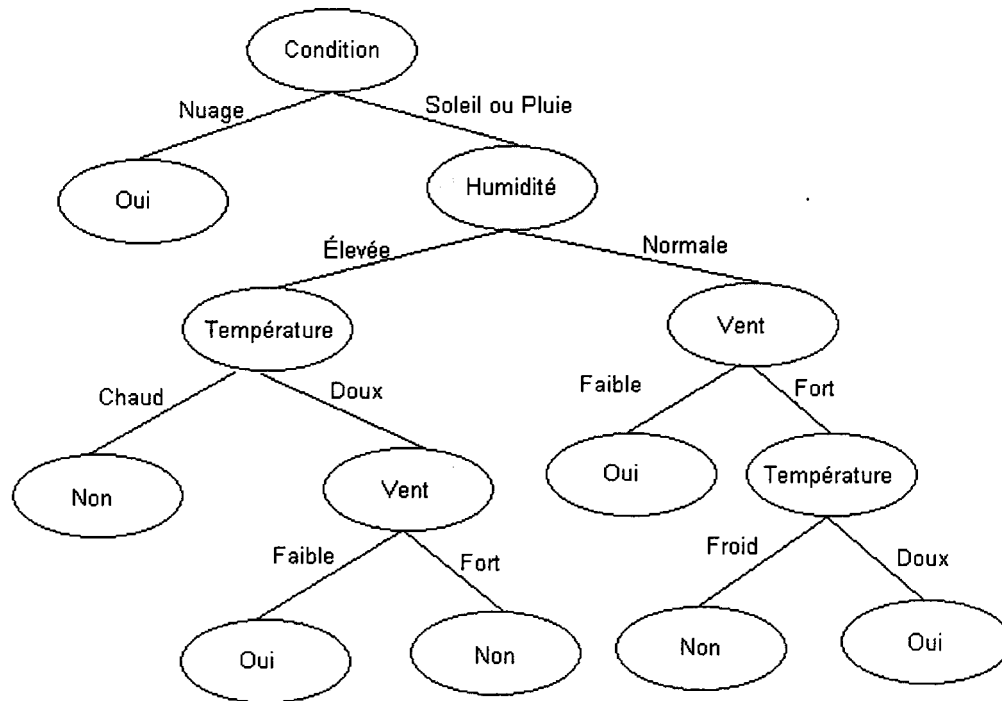 Condition
Nuage
Soleil ou Pluie
Oui
Humidité
Élevée
Normale
Température
Vent
Chaud
Doux
Faible
Fort
Non
Vent
Oui
Température
Faible
Fort
Froid
Doux
Oui
Non
Non
Oui